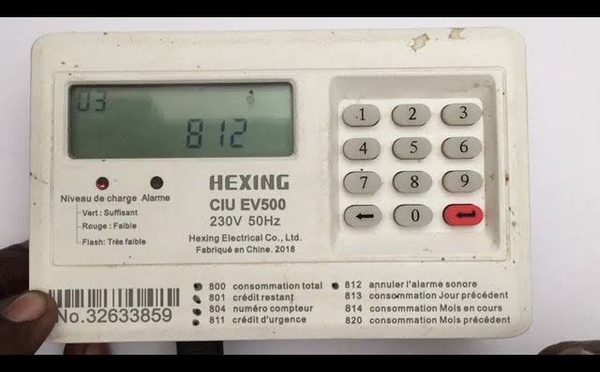 03
812
HEXING
CIU EV500
230V 50Hz
Hexing Electrical Co., Ltd.
Fabriqué en Chine. 2016
Niveau de charge Alarme
Vert : Suffisant
Rouge : Faible
Flash: Très faible
1 2 3
4 5 6
7 8 9
← 0 ↵
No.32633859
800 consommation total
801 crédit restant
804 numéro compteur
811 crédit d'urgence
812 annuler l'alarme sonore
813 consommation Jour précédent
814 consommation Mois en cours
820 consommation Mois précédent